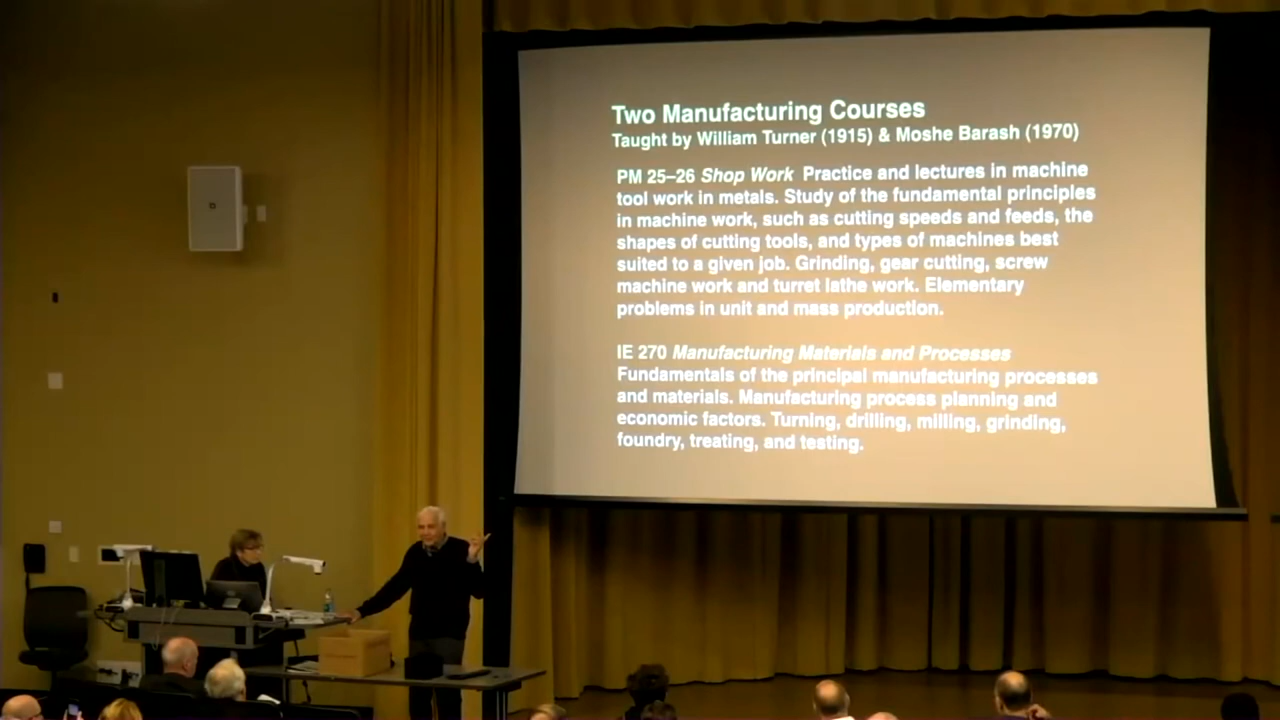 Two Manufacturing Courses
Taught by William Turner (1915) & Moshe Barash (1970)
PM 25–26 Shop Work Practice and lectures in machine
tool work in metals. Study of the fundamental principles
in machine work, such as cutting speeds and feeds, the
shapes of cutting tools, and types of machines best
suited to a given job. Grinding, gear cutting, screw
machine work and turret lathe work. Elementary
problems in unit and mass production.
IE 270 Manufacturing Materials and Processes
Fundamentals of the principal manufacturing processes
and materials. Manufacturing process planning and
economic factors. Turning, drilling, milling, grinding,
foundry, treating, and testing.